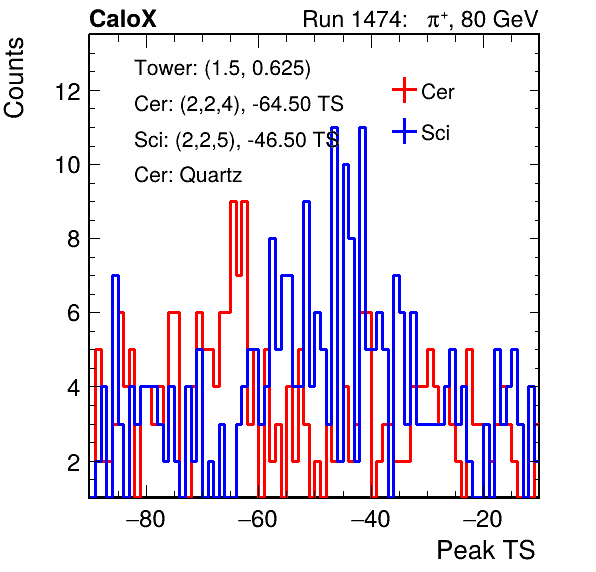 CaloX Run 1474: π⁺, 80 GeV
Counts
Tower: (1.5, 0.625)
Cer: (2,2,4), -64.50 TS
Sci: (2,2,5), -46.50 TS
Cer: Quartz
Cer
Sci
12
10
8
6
4
2
−80 −60 −40 −20
Peak TS